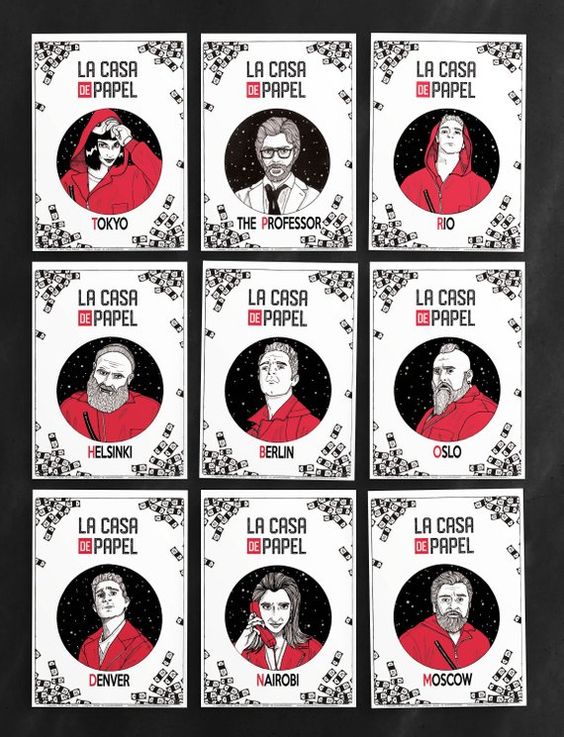 LA CASA
DE PAPEL
TOKYO
LA CASA
DE PAPEL
THE PROFESSOR
LA CASA
DE PAPEL
RIO
LA CASA
DE PAPEL
HELSINKI
LA CASA
DE PAPEL
BERLIN
LA CASA
DE PAPEL
OSLO
LA CASA
DE PAPEL
DENVER
LA CASA
DE PAPEL
NAIROBI
LA CASA
DE PAPEL
MOSCOW